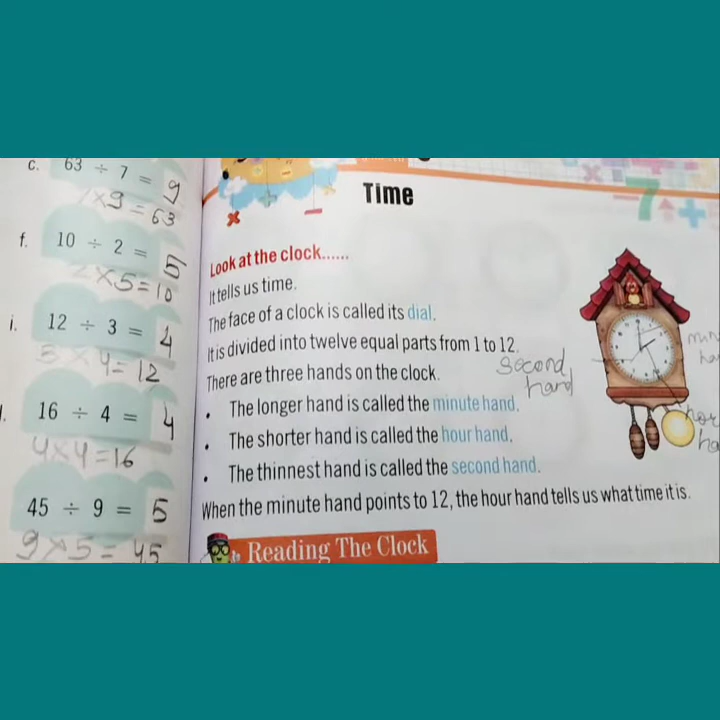 c. 63 ÷ 7 = 9
7×9=63
f. 10 ÷ 2 = 5
2×5=10
i. 12 ÷ 3 = 4
3×4=12
16 ÷ 4 = 4
4×4=16
45 ÷ 9 = 5
9×5=45
Time
Look at the clock......
It tells us time.
The face of a clock is called its dial.
It is divided into twelve equal parts from 1 to 12.
There are three hands on the clock.
second
hand
• The longer hand is called the minute hand.
• The shorter hand is called the hour hand.
• The thinnest hand is called the second hand.
When the minute hand points to 12, the hour hand tells us what time it is.
Reading The Clock